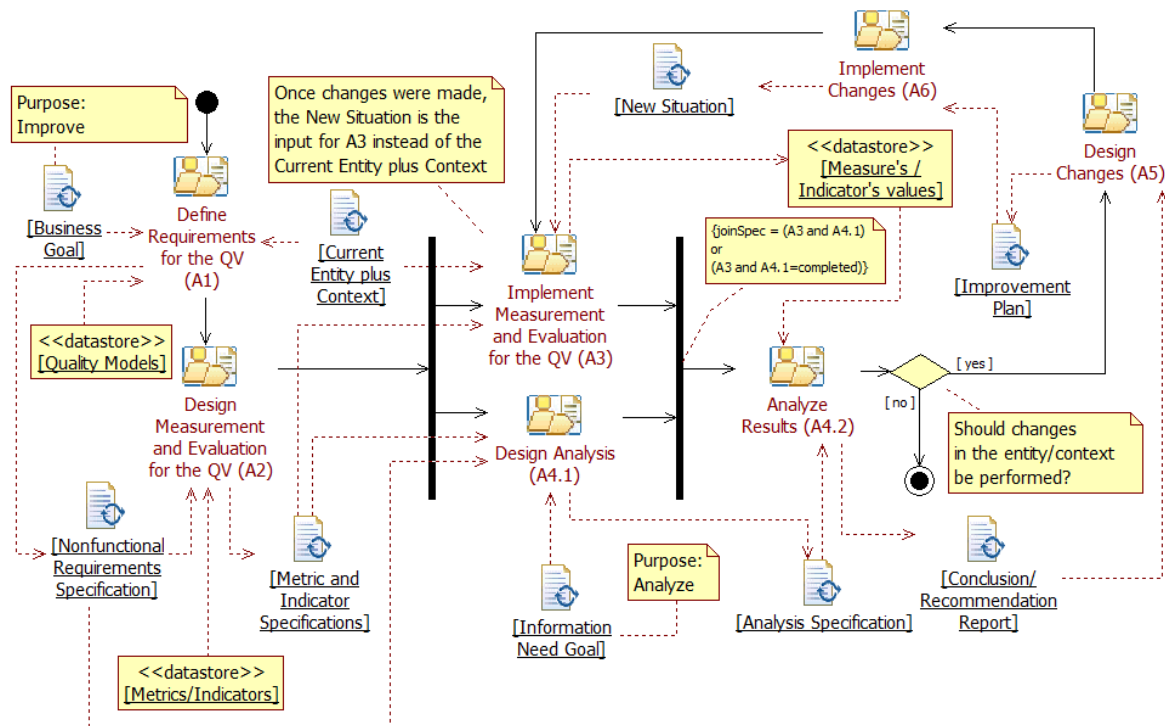 Purpose:
Improve
Once changes were made,
the New Situation is the
input for A3 instead of the
Current Entity plus Context
[New Situation]
Implement
Changes (A6)
<<datastore>>
[Measure's /
Indicator's values]
Design
Changes (A5)
[Business
Goal]
Define
Requirements
for the QV
(A1)
[Current
Entity plus
Context]
Implement
Measurement
and Evaluation
for the QV (A3)
{joinSpec = (A3 and A4.1)
or
(A3 and A4.1=completed)}
[Improvement
Plan]
<<datastore>>
[Quality Models]
Design
Measurement
and Evaluation
for the QV (A2)
Design Analysis
(A4.1)
Analyze
Results (A4.2)
[ yes ]
[ no ]
Should changes
in the entity/context
be performed?
[Nonfunctional
Requirements
Specification]
[Metric and
Indicator
Specifications]
[Information
Need Goal]
Purpose:
Analyze
[Analysis Specification]
[Conclusion/
Recommendation
Report]
<<datastore>>
[Metrics/Indicators]